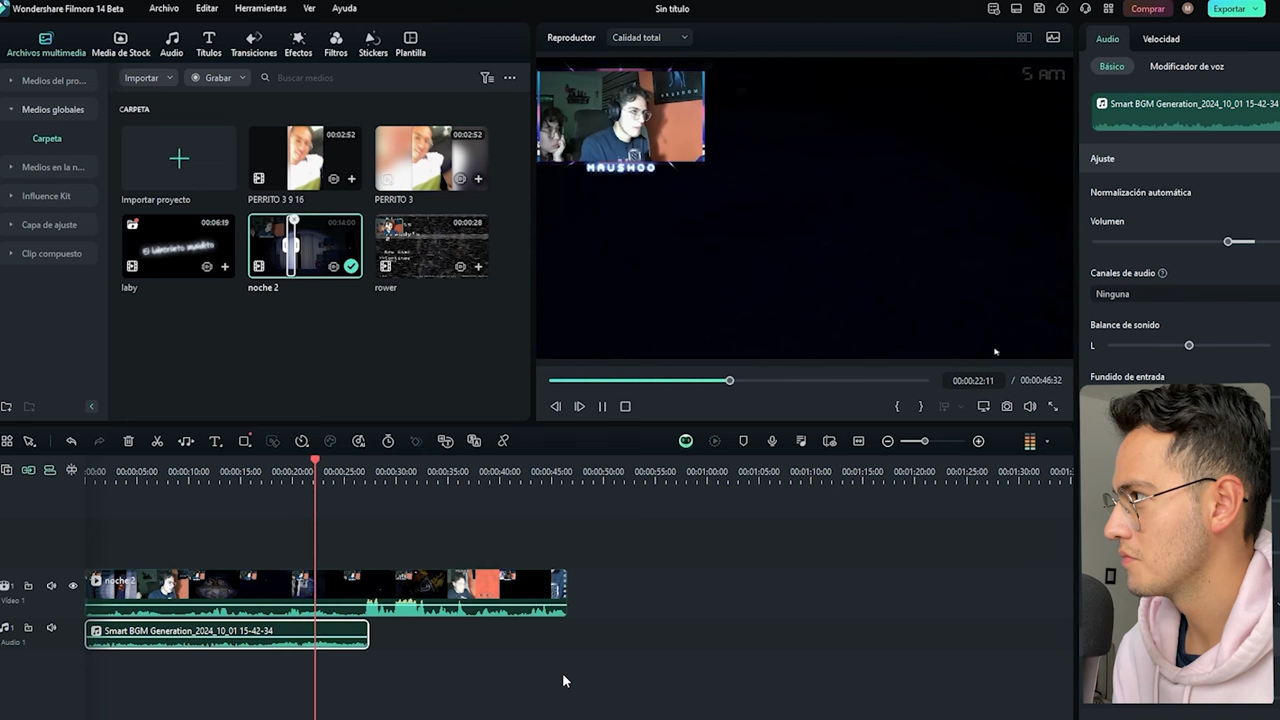 Wondershare Filmora 14 Beta
Archivo
Editar
Herramientas
Ver
Ayuda
Sin título
Comprar
M
Exportar
Archivos multimedia
Media de Stock
Audio
Títulos
Transiciones
Efectos
Filtros
Stickers
Plantilla
Reproductor
Calidad total
Audio
Velocidad
Básico
Modificador de voz
Medios del pro...
Medios globales
Carpeta
Medios en la n...
Influence Kit
Capa de ajuste
Clip compuesto
Importar
Grabar
Buscar medios
CARPETA
00:02:52
00:02:52
Importar proyecto
PERRITO 3 9 16
PERRITO 3
El Laberinto Maldito
00:06:19
00:14:00
00:00:28
laby
noche 2
rower
5 AM
MAUSHOO
Smart BGM Generation_2024_10_01 15-42-34
Ajuste
Normalización automática
Volumen
Canales de audio
Ninguna
Balance de sonido
L
Fundido de entrada
00:00:22:11 / 00:00:46:32
:00:00 00:00:05:00 00:00:10:00 00:00:15:00 00:00:20:00 00:00:25:00 00:00:30:00 00:00:35:00 00:00:40:00 00:00:45:00 00:00:50:00 00:00:55:00 00:01:00:00 00:01:05:00 00:01:10:00 00:01:15:00 00:01:20:00 00:01:25:00 00:01:30:00
noche 2
Vídeo 1
Smart BGM Generation_2024_10_01 15-42-34
Audio 1